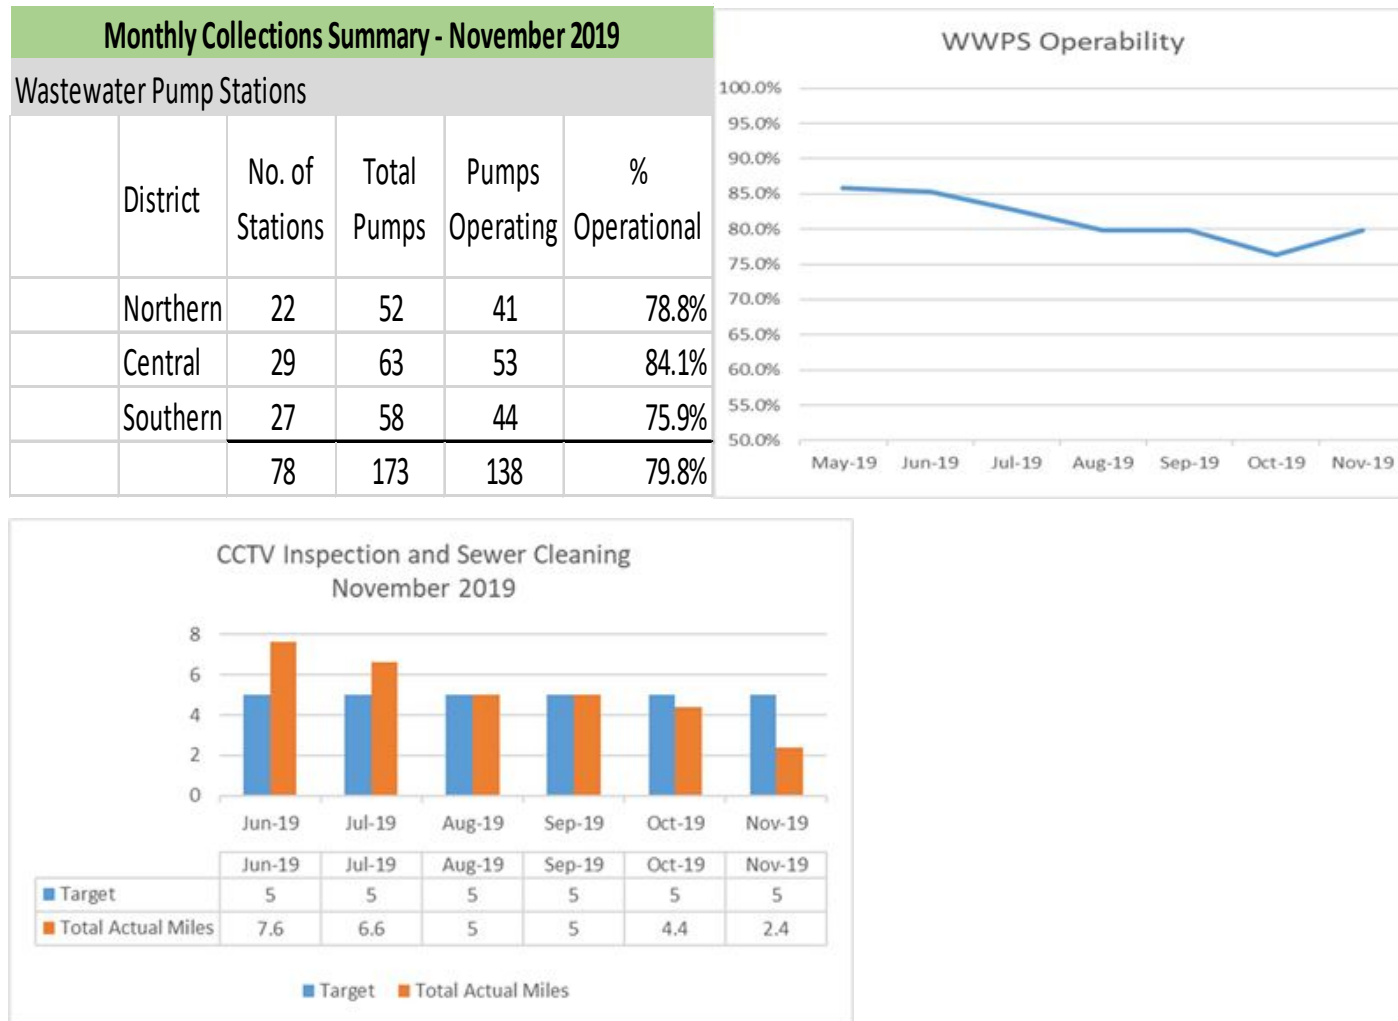 Monthly Collections Summary - November 2019
Wastewater Pump Stations
District No. of Stations Total Pumps Pumps Operating % Operational
Northern 22 52 41 78.8%
Central 29 63 53 84.1%
Southern 27 58 44 75.9%
78 173 138 79.8%
WWPS Operability
100.0%
95.0%
90.0%
85.0%
80.0%
75.0%
70.0%
65.0%
60.0%
55.0%
50.0%
May-19 Jun-19 Jul-19 Aug-19 Sep-19 Oct-19 Nov-19
CCTV Inspection and Sewer Cleaning
November 2019
8
6
4
2
0
Jun-19 Jul-19 Aug-19 Sep-19 Oct-19 Nov-19
Jun-19 Jul-19 Aug-19 Sep-19 Oct-19 Nov-19
Target 5 5 5 5 5 5
Total Actual Miles 7.6 6.6 5 5 4.4 2.4
Target Total Actual Miles